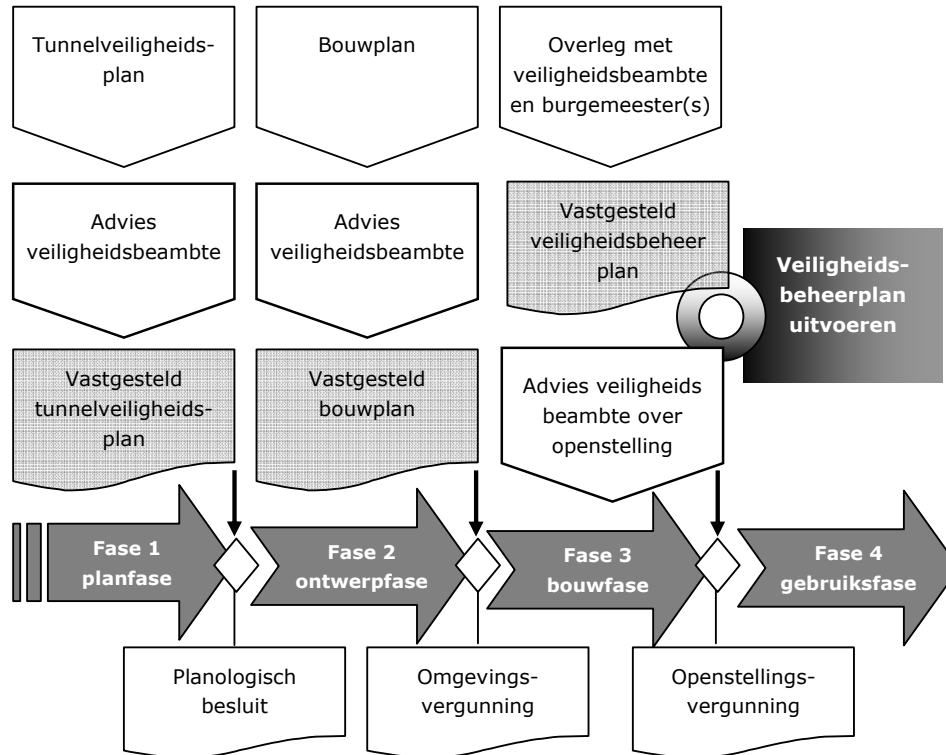 Tunnelveiligheids-
plan
Bouwplan
Overleg met
veiligheidsbeambte
en burgemeester(s)
Advies
veiligheidsbeambte
Advies
veiligheidsbeambte
Vastgesteld
veiligheidsbeheer
plan
Veiligheids-
beheerplan
uitvoeren
Vastgesteld
tunnelveiligheids-
plan
Vastgesteld
bouwplan
Advies veiligheids
beambte over
openstelling
Fase 1
planfase
Fase 2
ontwerpfase
Fase 3
bouwfase
Fase 4
gebruiksfase
Planologisch
besluit
Omgevings-
vergunning
Openstellings-
vergunning